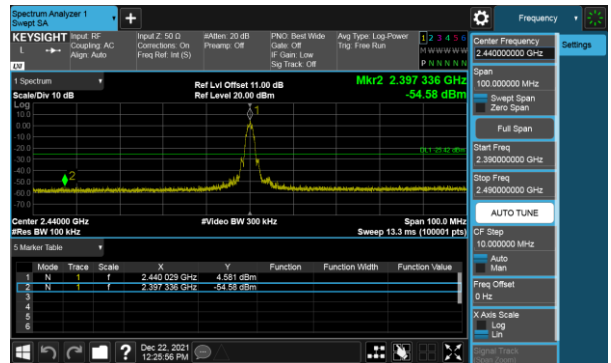 Spectrum Analyzer 1
Swept SA
+
Frequency
KEYSIGHT
Input: RF
Coupling: AC
Align: Auto
Input Z: 50 Ω
Corrections: On
Freq Ref: Int (S)
#Atten: 20 dB
Preamp: Off
PNO: Best Wide
Gate: Off
IF Gain: Low
Sig Track: Off
Avg Type: Log-Power
Trig: Free Run
1 2 3 4 5 6
M W W W W W
P N N N N N
L
1 Spectrum
Scale/Div 10 dB
Ref Lvl Offset 11.00 dB
Ref Level 20.00 dBm
Mkr2 2.397 336 GHz
-54.58 dBm
Log
10.0
0.00
-10.0
-20.0
-30.0
-40.0
-50.0
-60.0
-70.0
1
2
DL1 -25.42 dBm
Center 2.44000 GHz
#Res BW 100 kHz
#Video BW 300 kHz
Span 100.0 MHz
Sweep 13.3 ms (100001 pts)
5 Marker Table
Mode Trace Scale X Y Function Function Width Function Value
1 N 1 f 2.440 029 GHz 4.581 dBm
2 N 1 f 2.397 336 GHz -54.58 dBm
3
4
5
6
Dec 22, 2021
12:25:56 PM
Center Frequency
2.440000000 GHz
Settings
Span
100.000000 MHz
Swept Span
Zero Span
Full Span
Start Freq
2.390000000 GHz
Stop Freq
2.490000000 GHz
AUTO TUNE
CF Step
10.000000 MHz
Auto
Man
Freq Offset
0 Hz
X Axis Scale
Log
Lin
Signal Track